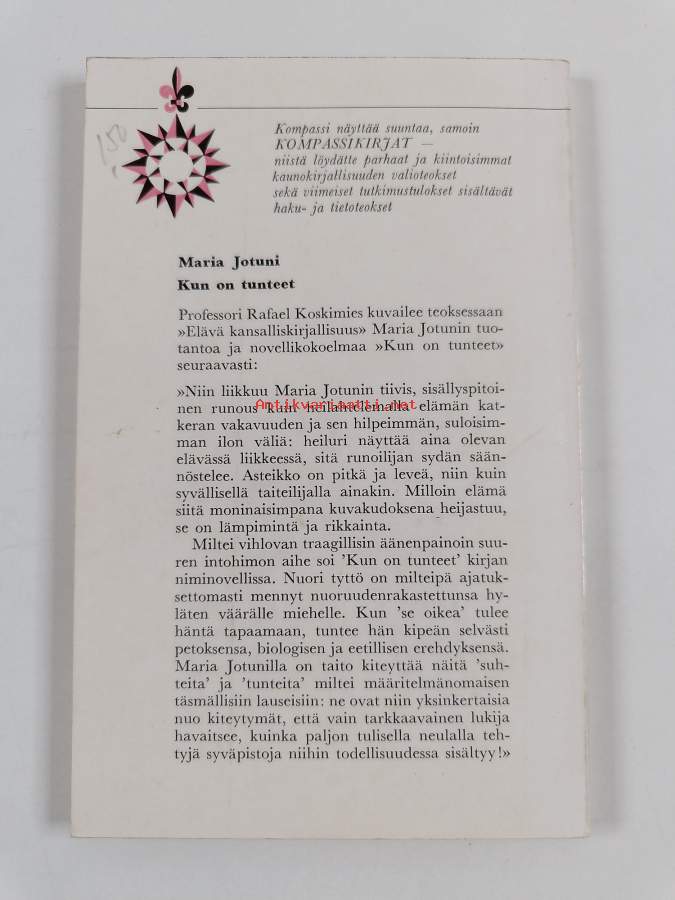 150
Kompassi näyttää suuntaa, samoin
KOMPASSIKIRJAT —
niistä löydätte parhaat ja kiintoisimmat
kaunokirjallisuuden valioteokset
sekä viimeiset tutkimustulokset sisältävät
haku- ja tietoteokset
Maria Jotuni
Kun on tunteet
Professori Rafael Koskimies kuvailee teoksessaan
»Elävä kansalliskirjallisuus» Maria Jotunin tuo-
tantoa ja novellikokoelmaa »Kun on tunteet»
seuraavasti:
»Niin liikkuu Maria Jotunin tiivis, sisällyspitoi-
nen runous kuin heilahtelemalla elämän kat-
Antikvariaatti.net
keran vakavuuden ja sen hilpeimmän, suloisim-
man ilon väliä: heiluri näyttää aina olevan
elävässä liikkeessä, sitä runoilijan sydän sään-
nöstelee. Asteikko on pitkä ja leveä, niin kuin
syvällisellä taiteilijalla ainakin. Milloin elämä
siitä moninaisimpana kuvakudoksena heijastuu,
se on lämpimintä ja rikkainta.
Miltei vihlovan traagillisin äänenpainoin suu-
ren intohimon aihe soi 'Kun on tunteet' kirjan
niminovellissa. Nuori tyttö on milteipä ajatuk-
settomasti mennyt nuoruudenrakastettunsa hy-
läten väärälle miehelle. Kun 'se oikea' tulee
häntä tapaamaan, tuntee hän kipeän selvästi
petoksensa, biologisen ja eetillisen erehdyksensä.
Maria Jotunilla on taito kiteyttää näitä 'suh-
teita' ja 'tunteita' miltei määritelmänomaisen
täsmällisiin lauseisiin: ne ovat niin yksinkertaisia
nuo kiteytymät, että vain tarkkaavainen lukija
havaitsee, kuinka paljon tulisella neulalla teh-
tyjä syväpistoja niihin todellisuudessa sisältyy!»